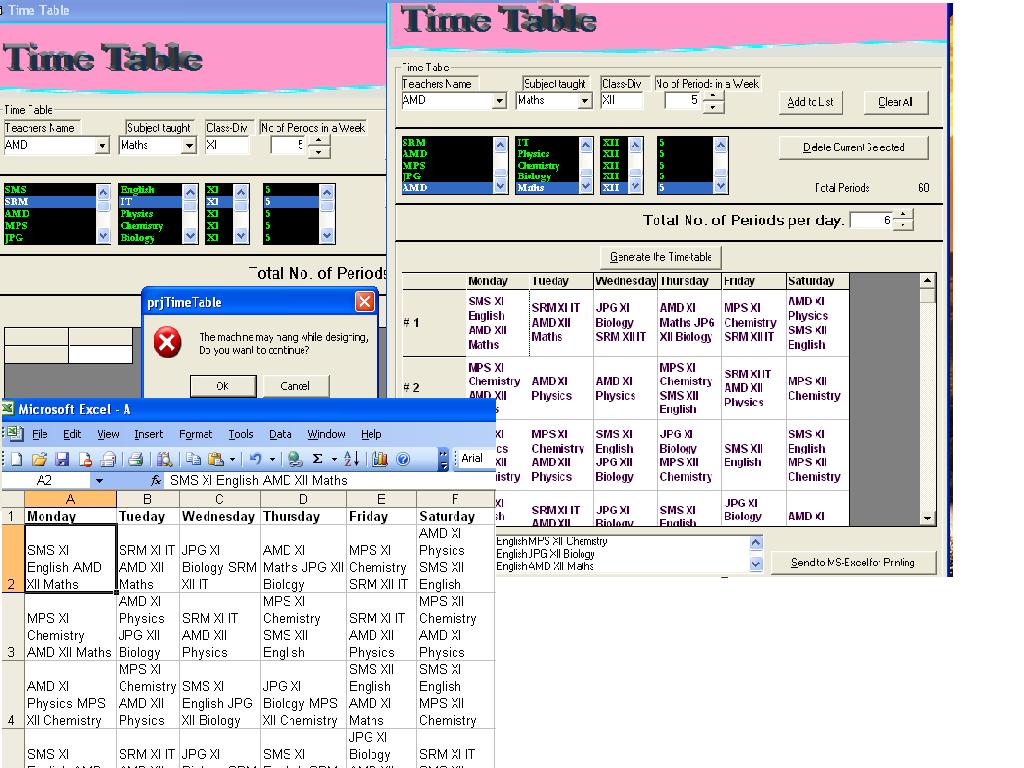 Time Table
Time Table
Time Table
Teachers Name
Subject taught
Class-Div
No of Periods in a Week
AMD
Maths
XI
5
SMS English XI 5
SRM IT XI 5
AMD Physics XI 5
MPS Chemistry XI 5
JPG Biology XI 5
Total No. of Periods
prjTimeTable
The machine may hang while designing,
Do you want to continue?
OK
Cancel
Time Table
Time Table
Teachers Name
Subject taught
Class-Div
No of Periods in a Week
AMD
Maths
XII
5
Add to List
Clear All
SRM IT XII 5
AMD Physics XII 5
MPS Chemistry XII 5
JPG Biology XII 5
AMD Maths XII 5
Delete Current Selected
Total Periods 60
Total No. of Periods per day. 6
Generate the Time-table
Monday Tueday Wednesday Thursday Friday Saturday
# 1
SMS XI
English
AMD XII
Maths
SRM XI IT
AMD XII
Maths
JPG XI
Biology
SRM XII IT
AMD XI
Maths JPG
XII Biology
MPS XI
Chemistry
SRM XII IT
AMD XI
Physics
SMS XII
English
# 2
MPS XI
Chemistry
AMD XII
AMD XI
Physics
AMD XI
Physics
MPS XI
Chemistry
SMS XII
English
SRM XI IT
AMD XII
Physics
MPS XII
Chemistry
MPS XI
Chemistry
AMD XII
Physics
SMS XI
English
JPG XII
Biology
JPG XI
Biology
MPS XII
Chemistry
SMS XII
English
SMS XI
English
MPS XII
Chemistry
SRM XI IT
AMD XII
JPG XI
Biology
SMS XI
English
JPG XI
Biology
AMD XI
English MPS XII Chemistry
English JPG XII Biology
English AMD XII Maths
Send to MS-Excel for Printing
Microsoft Excel - A
File Edit View Insert Format Tools Data Window Help
Arial
A2 fx SMS XI English AMD XII Maths
A B C D E F
1 Monday Tueday Wednesday Thursday Friday Saturday
2
SMS XI
English AMD
XII Maths
SRM XI IT
AMD XII
Maths
JPG XI
Biology SRM
XII IT
AMD XI
Maths JPG XII
Biology
MPS XI
Chemistry
SRM XII IT
AMD XI
Physics
SMS XII
English
3
MPS XI
Chemistry
AMD XII Maths
AMD XI
Physics
JPG XII
Biology
SRM XI IT
AMD XII
Physics
MPS XI
Chemistry
SMS XII
English
SRM XI IT
AMD XII
Physics
MPS XII
Chemistry
AMD XI
Physics
4
AMD XI
Physics MPS
XII Chemistry
MPS XI
Chemistry
AMD XII
Physics
SMS XI
English JPG
XII Biology
JPG XI
Biology MPS
XII Chemistry
SMS XII
English
AMD XI
Maths
SMS XI
English
MPS XII
Chemistry
SMS XI
SRM XI IT
JPG XI
SMS XI
JPG XI
Biology
SRM XI IT